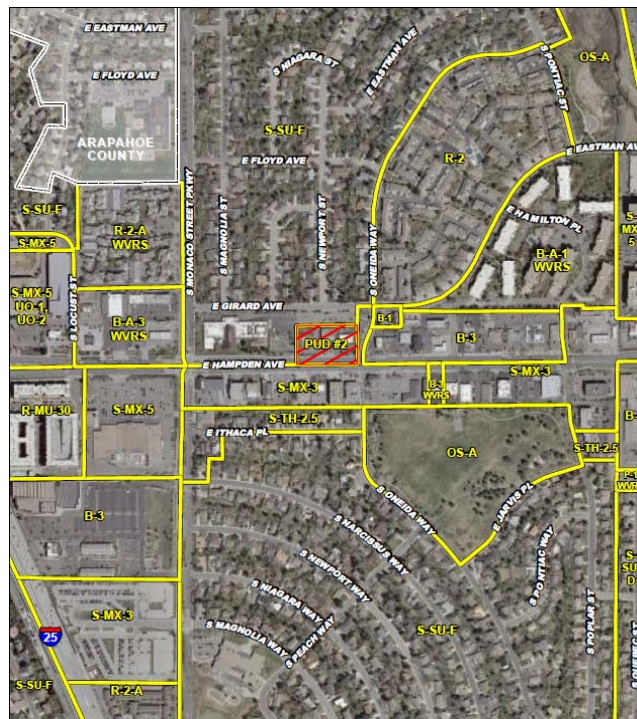 E EASTMAN AVE
OS-A
S PONTIAC ST
S NIAGARA ST
E EASTMAN AVE
E FLOYD AVE
S-SU-F
ARAPAHOE
COUNTY
E FLOYD AVE
R-2
E EASTMAN AVE
S-SU-F
R-2-A
WVRS
S MONACO STREET PKWY
S MAGNOLIA ST
S NEWPORT ST
S ONEIDA WAY
E HAMILTON PL
S-
MX-
5
S-MX-5
B-A-1
WVRS
S-MX-5
UO-1,
UO-2
S LOCUST ST
B-A-3
WVRS
E GIRARD AVE
B-1
PUD #2
B-3
E HAMPDEN AVE
S-MX-3
B-3
WVRS
S-MX-3
R-MU-30
S-MX-5
S-TH-2.5
E ITHACA PL
OS-A
S-TH-2.5
B-
P-1
WVRS
S ONEIDA WAY
E JARVIS PL
B-3
S NARCISSUS WAY
S NEWPORT WAY
S PONTIAC WAY
S-
SU-
D
S NIAGARA WAY
S-MX-3
S MAGNOLIA WAY
S PEACH WAY
S-SU-F
S POPLAR ST
25
S-SU-F
R-2-A